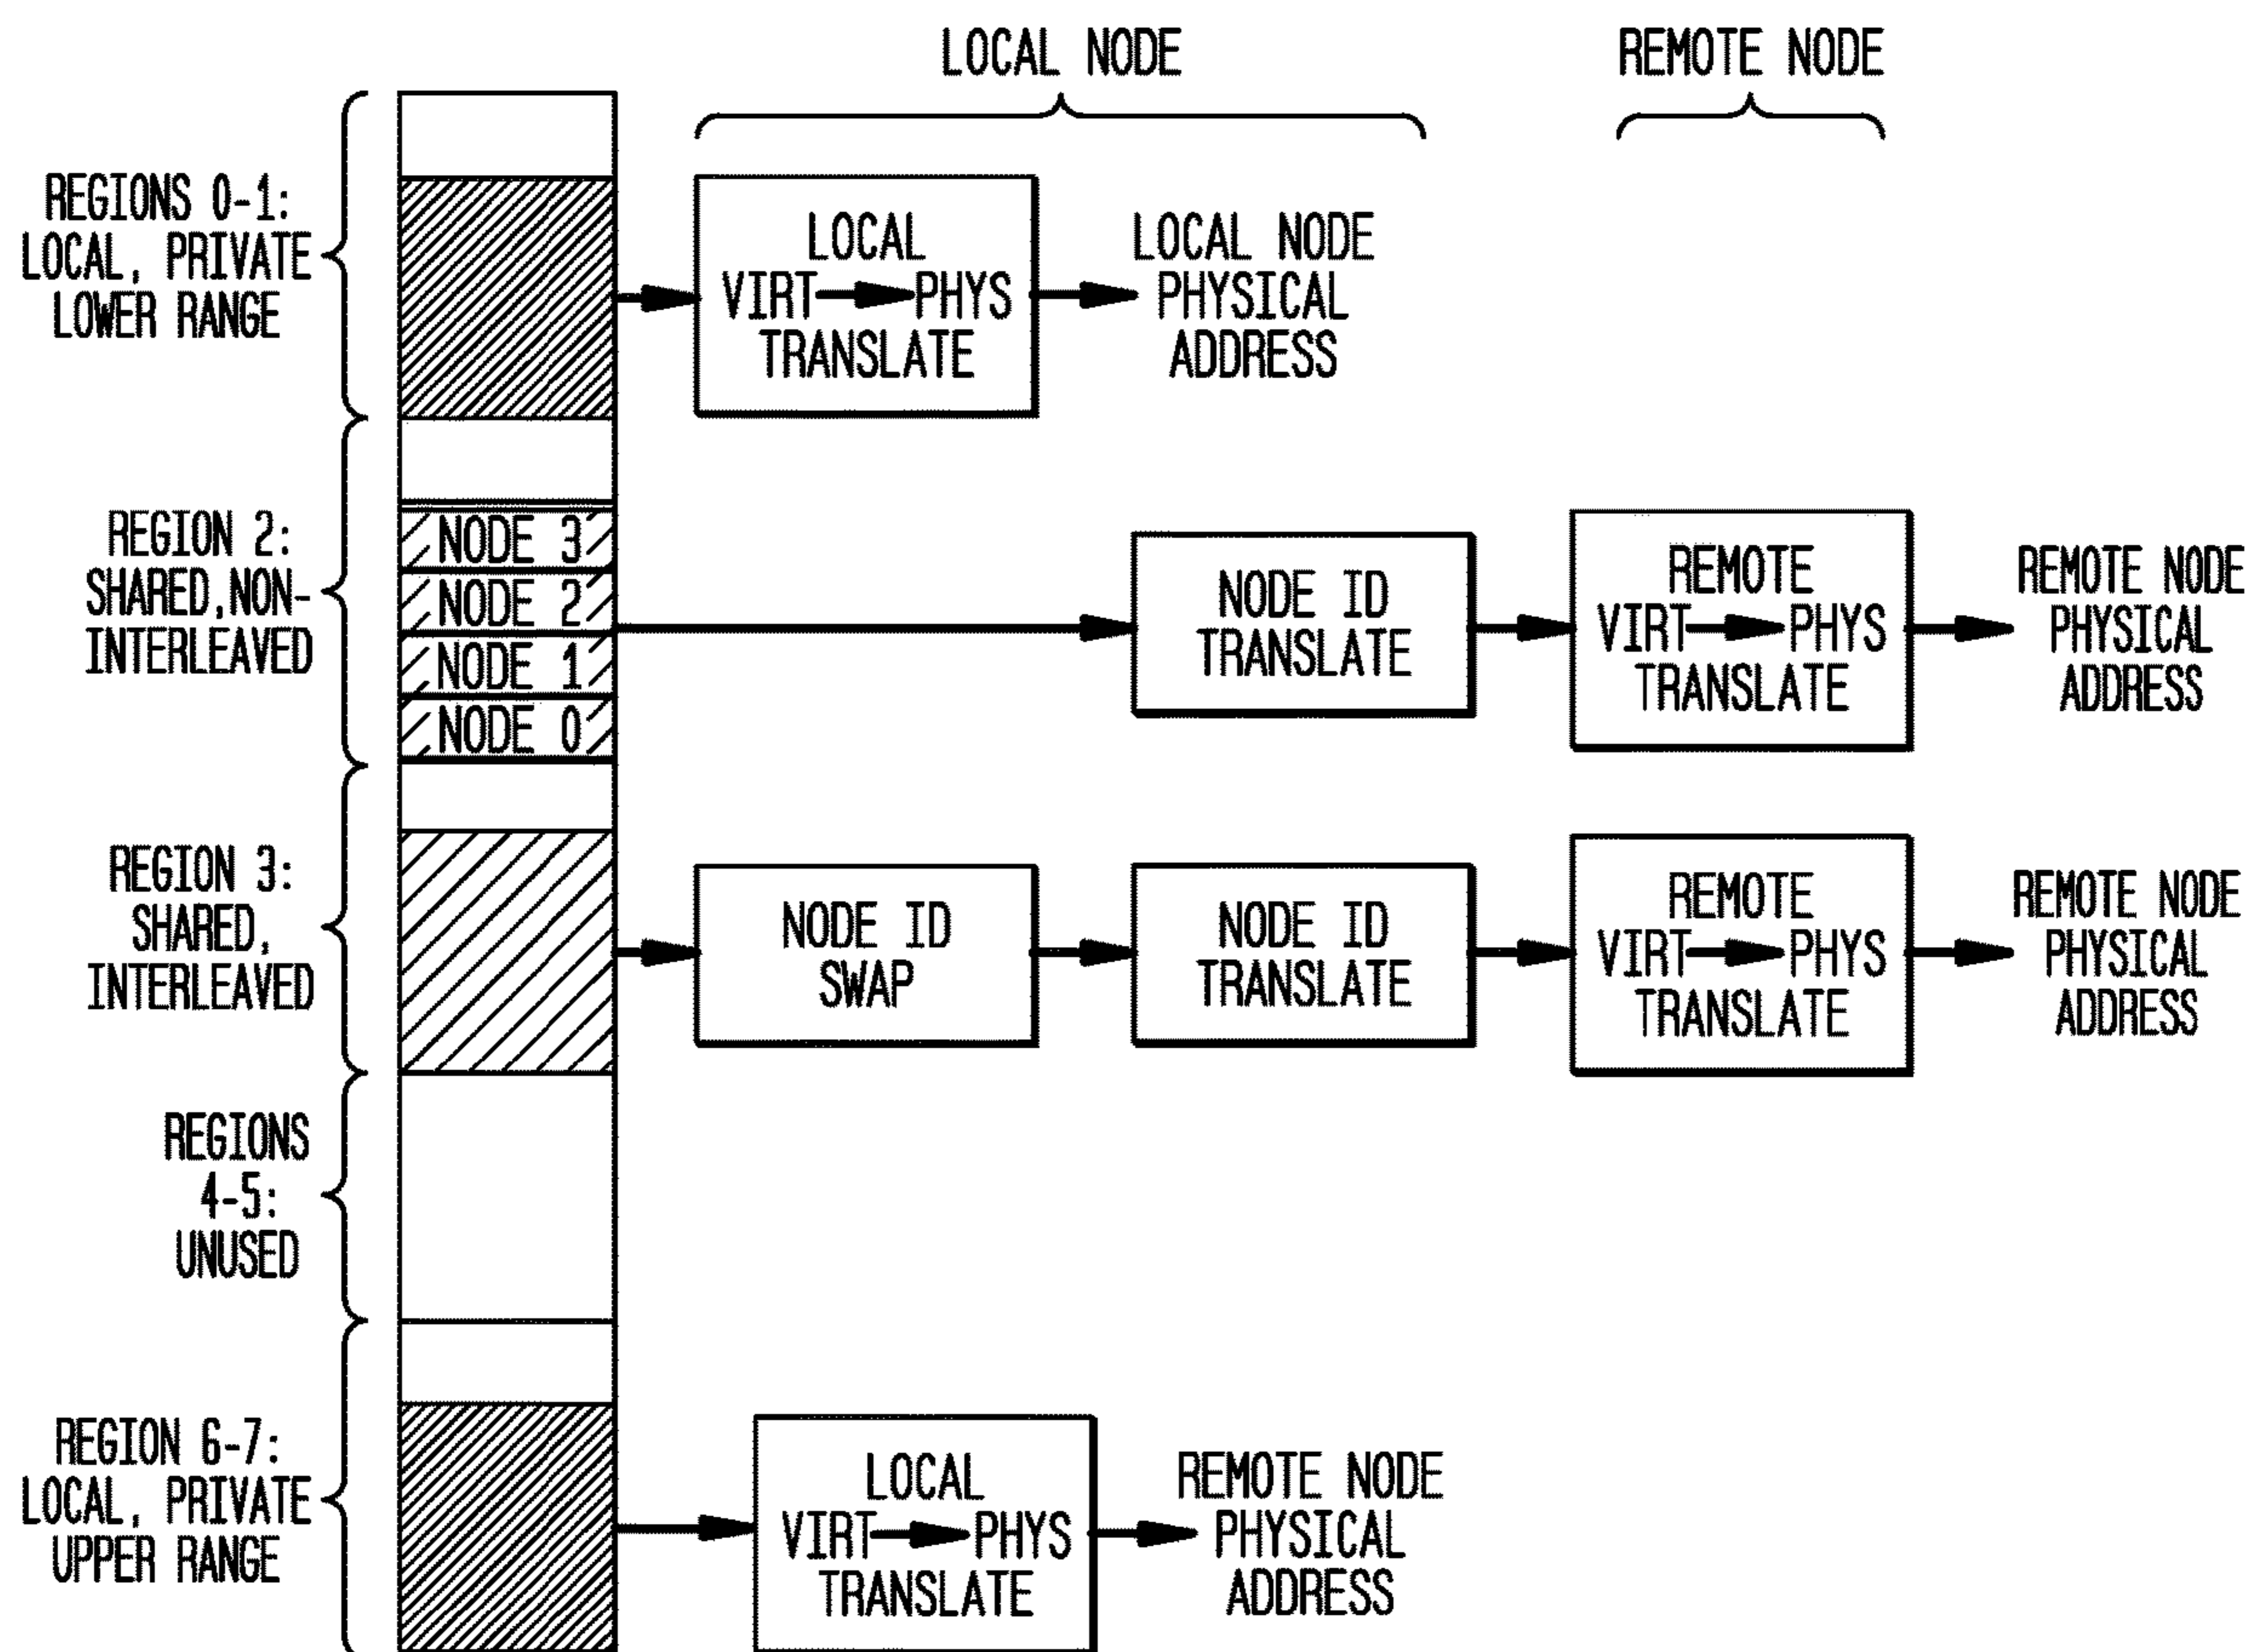 LOCAL NODE
REMOTE NODE
REGIONS 0-1:
LOCAL, PRIVATE
LOWER RANGE
LOCAL
VIRT PHYS
TRANSLATE
LOCAL NODE
PHYSICAL
ADDRESS
REGION 2:
SHARED,NON-
INTERLEAVED
NODE 3
NODE 2
NODE 1
NODE 0
NODE ID
TRANSLATE
REMOTE
VIRT PHYS
TRANSLATE
REMOTE NODE
PHYSICAL
ADDRESS
REGION 3:
SHARED,
INTERLEAVED
NODE ID
SWAP
NODE ID
TRANSLATE
REMOTE
VIRT PHYS
TRANSLATE
REMOTE NODE
PHYSICAL
ADDRESS
REGIONS
4-5:
UNUSED
REGION 6-7:
LOCAL, PRIVATE
UPPER RANGE
LOCAL
VIRT PHYS
TRANSLATE
REMOTE NODE
PHYSICAL
ADDRESS